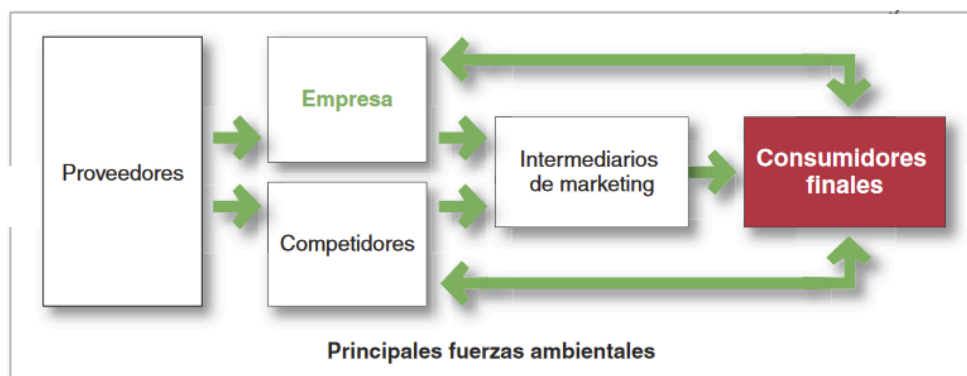 Proveedores
Empresa
Competidores
Intermediarios
de marketing
Consumidores
finales
Principales fuerzas ambientales